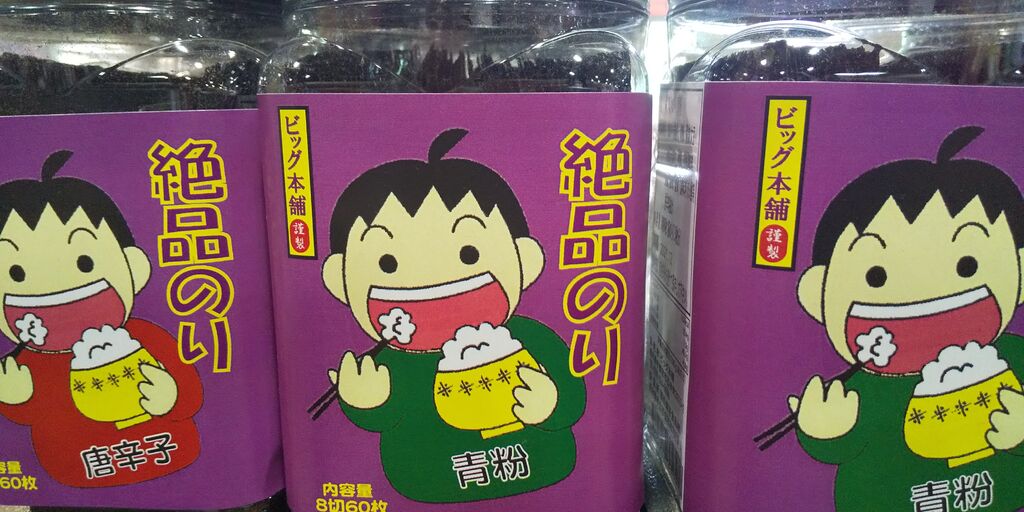 絶品のり
唐辛子
容量
60枚
ビッグ本舗
謹製
絶品のり
青粉
内容量
8切60枚
ビッグ本舗
謹製
青粉